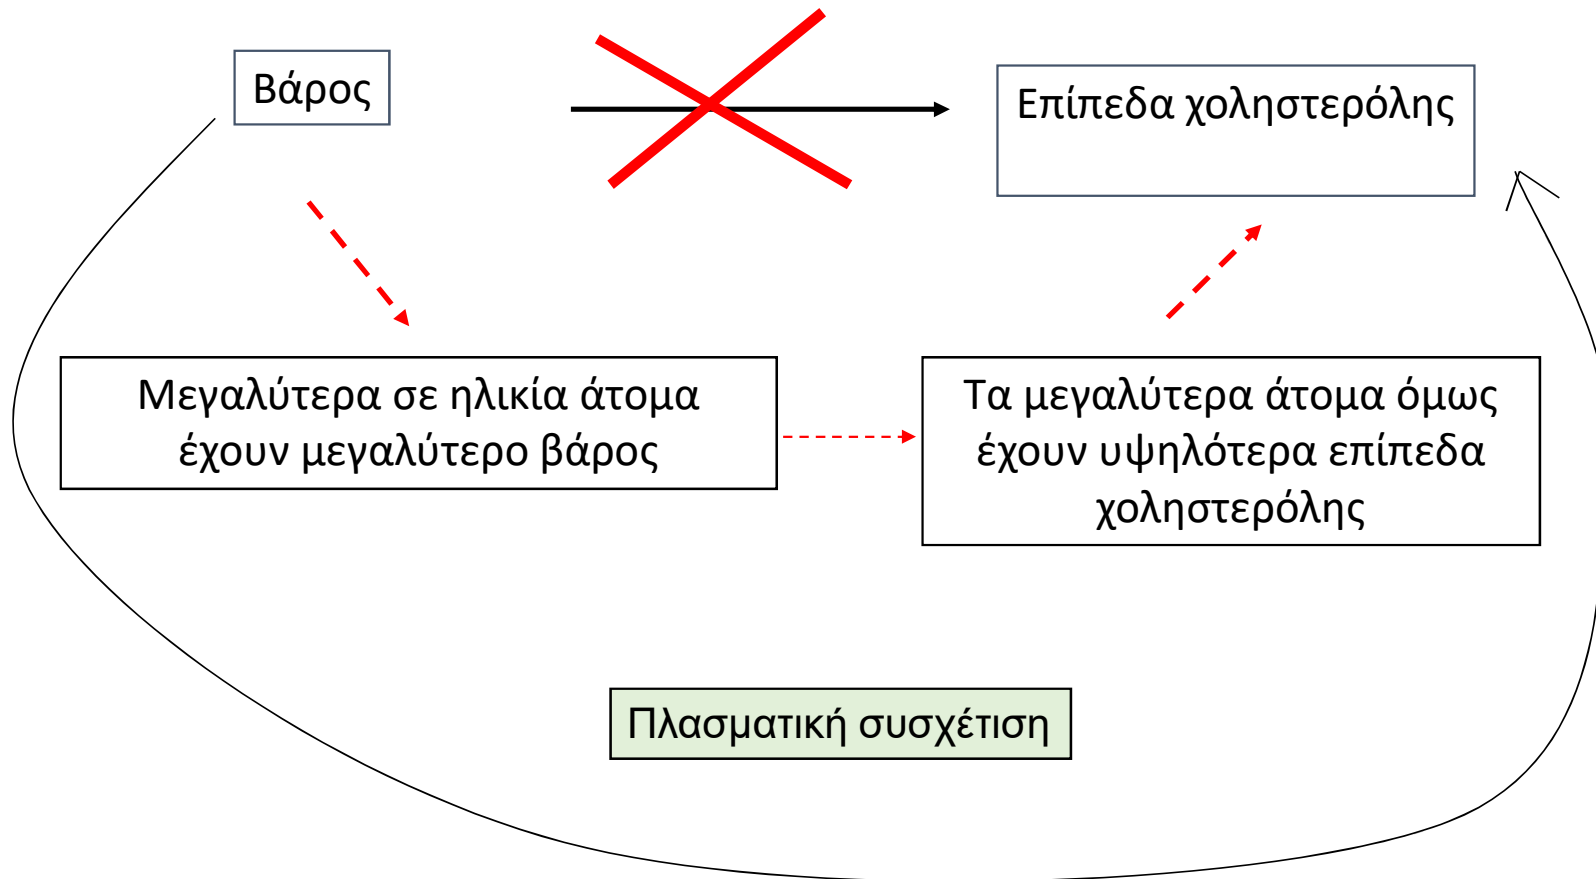 Βάρος
Επίπεδα χοληστερόλης
Μεγαλύτερα σε ηλικία άτομα
έχουν μεγαλύτερο βάρος
Τα μεγαλύτερα άτομα όμως
έχουν υψηλότερα επίπεδα
χοληστερόλης
Πλασματική συσχέτιση